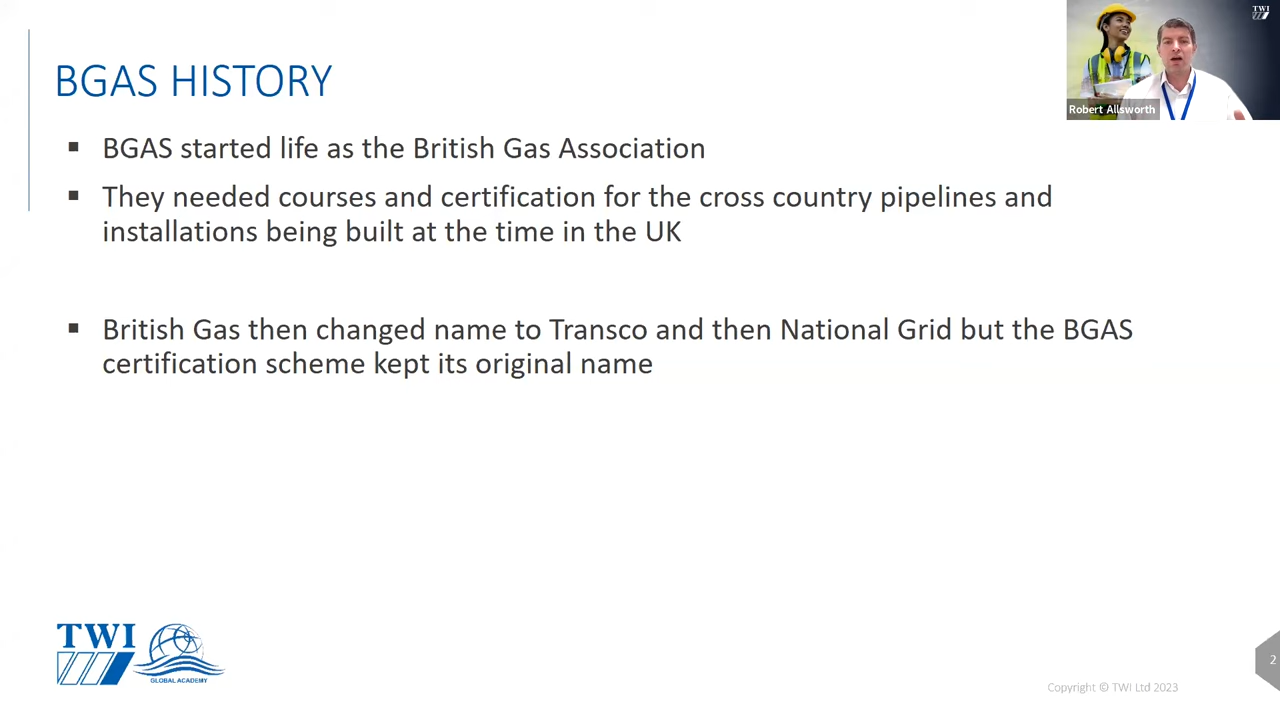 TWI
Robert Allsworth
BGAS HISTORY
▪ BGAS started life as the British Gas Association
▪ They needed courses and certification for the cross country pipelines and
installations being built at the time in the UK
▪ British Gas then changed name to Transco and then National Grid but the BGAS
certification scheme kept its original name
TWI
GLOBAL ACADEMY
2
Copyright © TWI Ltd 2023